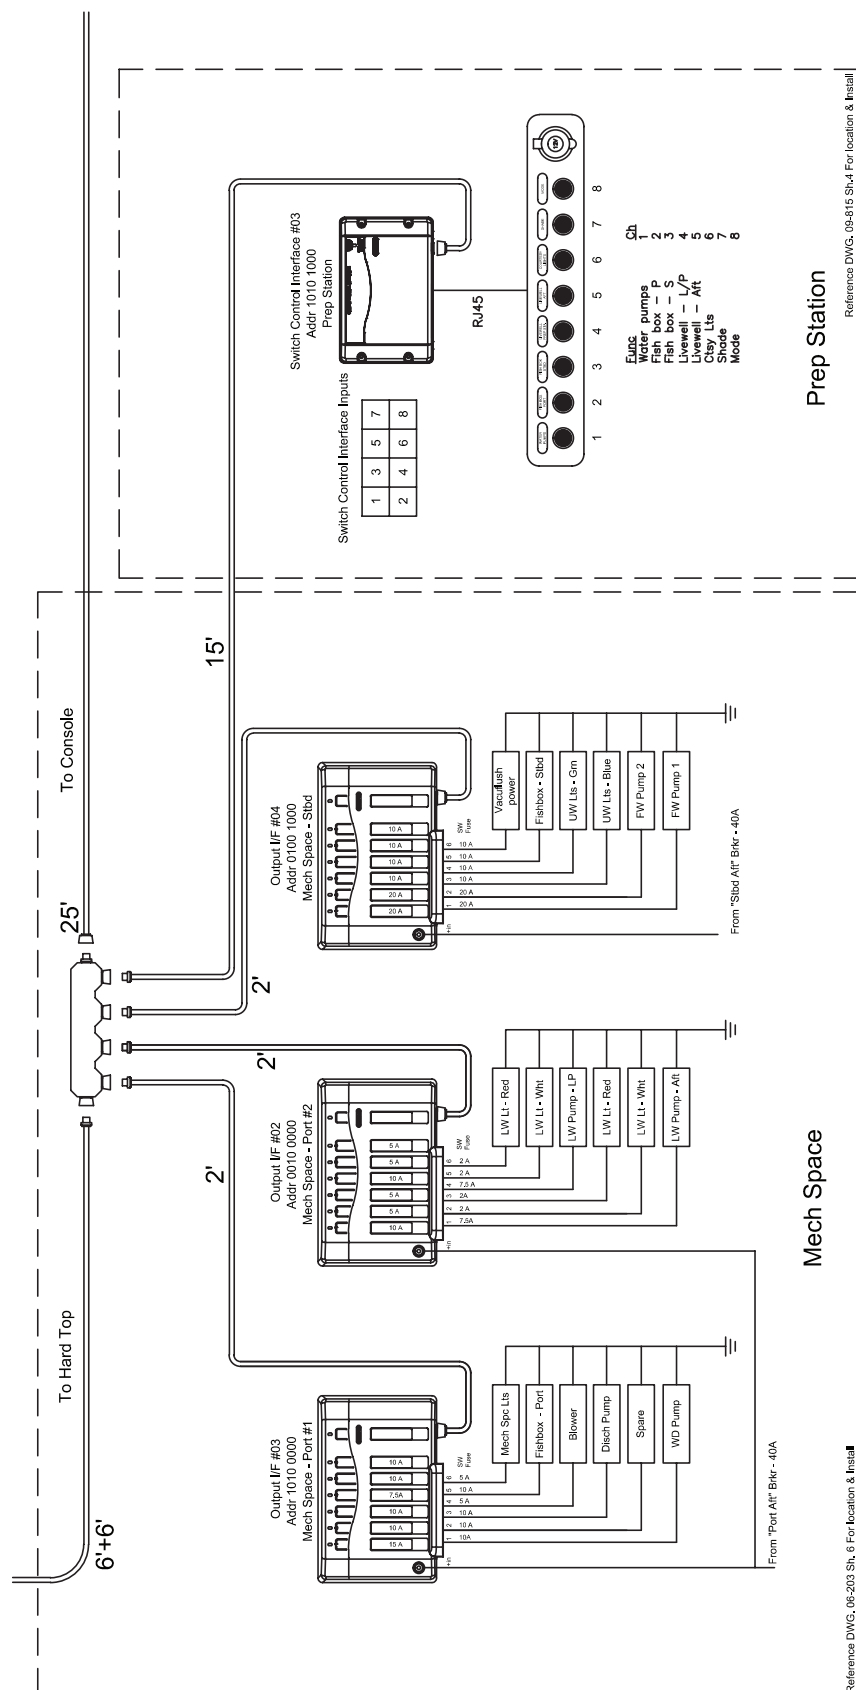 6'+6'
To Hard Top
25'
To Console
2'
2'
2'
15'
Output I/F #03
Addr 1010 0000
Mech Space - Port #1
15 A
10 A
10 A
7.5A
10 A
10 A
+in
SW
Fuse
1 10A
2 10 A
3 10 A
4 5 A
5 10 A
6 5 A
Mech Spc Lts
Fishbox - Port
Blower
Disch Pump
Spare
WD Pump
From "Port Aft" Brkr - 40A
Output I/F #02
Addr 0010 0000
Mech Space - Port #2
10 A
5 A
5 A
10 A
5 A
5 A
+in
SW
Fuse
1 7.5A
2 2 A
3 2A
4 7.5 A
5 2 A
6 2 A
LW Lt - Red
LW Lt - Wht
LW Pump - LP
LW Lt - Red
LW Lt - Wht
LW Pump - Aft
Output I/F #04
Addr 0100 1000
Mech Space - Stbd
20 A
20 A
10 A
10 A
10 A
10 A
+in
SW
Fuse
1 20 A
2 20 A
3 10 A
4 10 A
5 10 A
6 10 A
Vacuflush
power
Fishbox - Stbd
UW Lts - Grn
UW Lts - Blue
FW Pump 2
FW Pump 1
From "Stbd Aft" Brkr - 40A
Mech Space
Reference DWG. 06-203 Sh. 6 For location & Install
Switch Control Interface #03
Addr 1010 1000
Prep Station
Switch Control Interface Inputs
1 3 5 7
2 4 6 8
RJ45
12V
1 2 3 4 5 6 7 8
Func Ch
Water pumps 1
Fish box - P 2
Fish box - S 3
Livewell - L/P 4
Livewell - Aft 5
Ctsy Lts 6
Shade 7
Mode 8
Prep Station
Reference DWG. 09-815 Sh.4 For location & Install